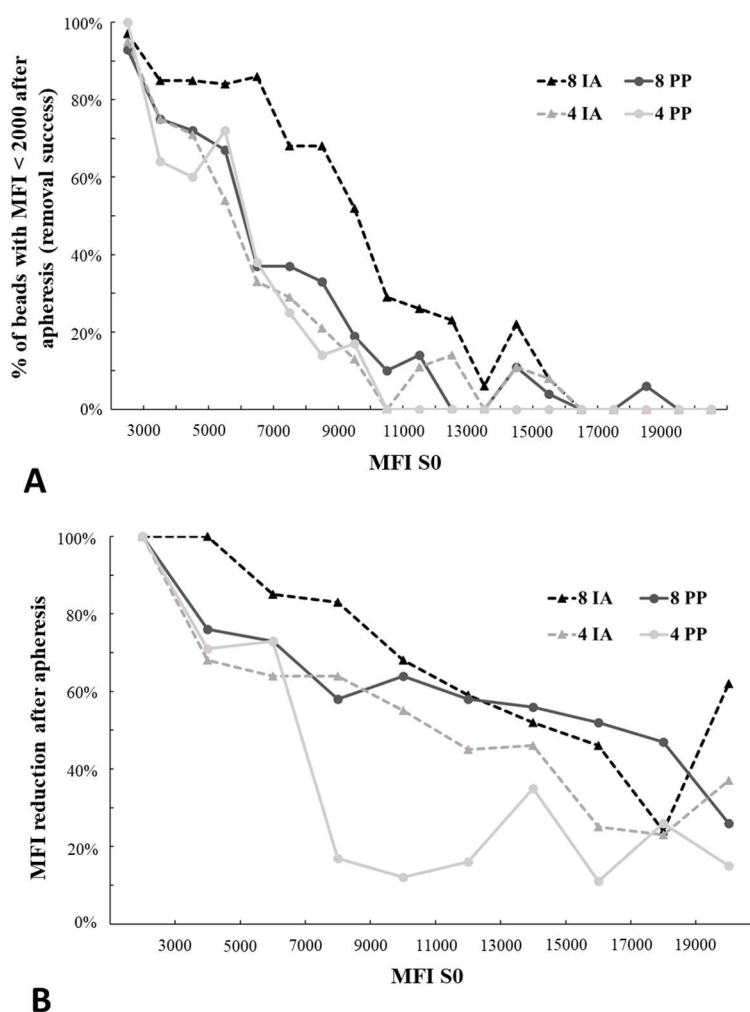 % of beads with MFI < 2000 after
apheresis (removal success)
100%
80%
60%
40%
20%
0%
8 IA
8 PP
4 IA
4 PP
3000 5000 7000 9000 11000 13000 15000 17000 19000
MFI S0
A
MFI reduction after apheresis
100%
80%
60%
40%
20%
0%
8 IA
8 PP
4 IA
4 PP
3000 5000 7000 9000 11000 13000 15000 17000 19000
MFI S0
B